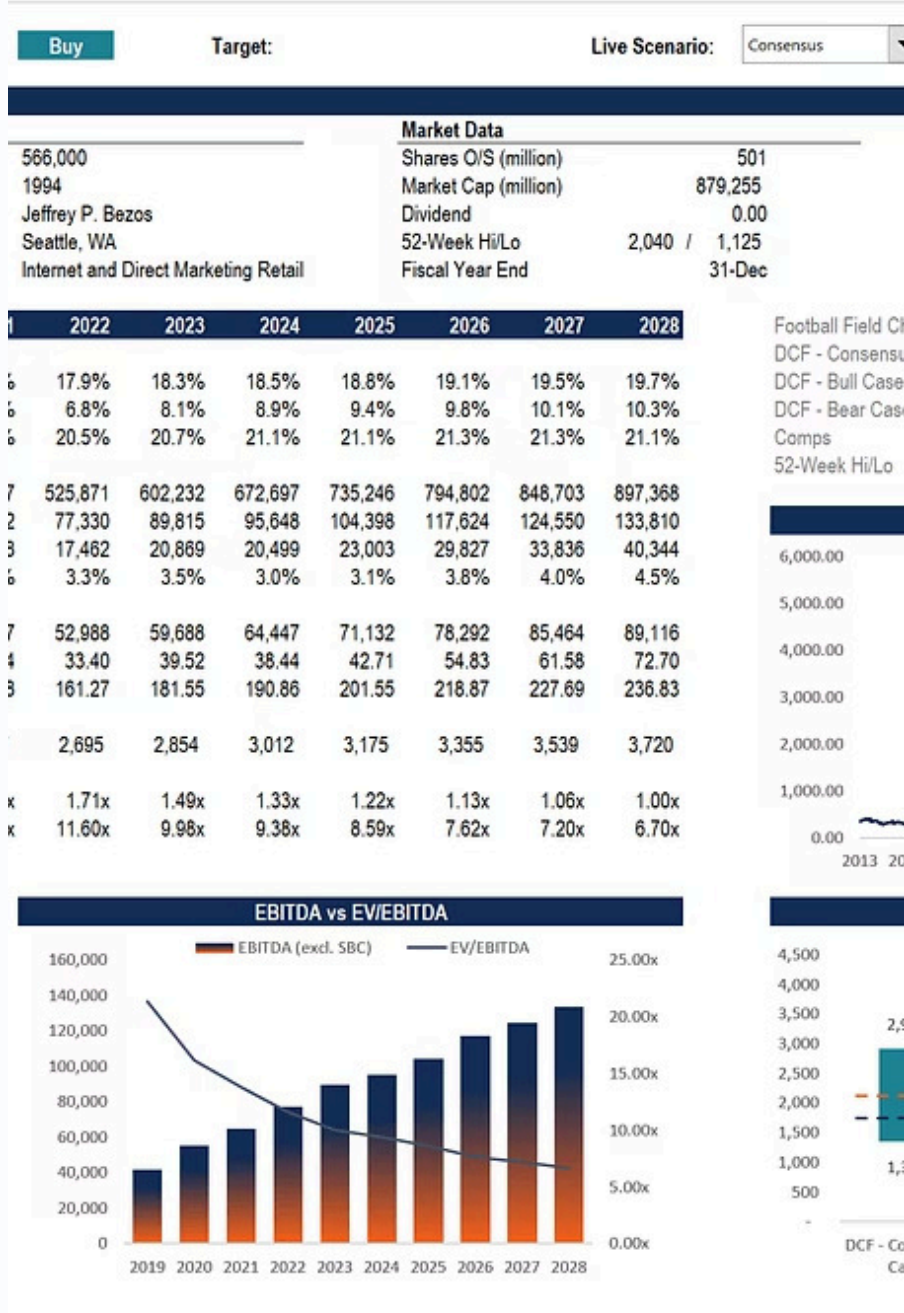 Buy Target: Live Scenario: Consensus
Market Data
566,000 Shares O/S (million) 501
1994 Market Cap (million) 879,255
Jeffrey P. Bezos Dividend 0.00
Seattle, WA 52-Week Hi/Lo 2,040 / 1,125
Internet and Direct Marketing Retail Fiscal Year End 31-Dec
2022 2023 2024 2025 2026 2027 2028
17.9% 18.3% 18.5% 18.8% 19.1% 19.5% 19.7%
6.8% 8.1% 8.9% 9.4% 9.8% 10.1% 10.3%
20.5% 20.7% 21.1% 21.1% 21.3% 21.3% 21.1%
525,871 602,232 672,697 735,246 794,802 848,703 897,368
77,330 89,815 95,648 104,398 117,624 124,550 133,810
17,462 20,869 20,499 23,003 29,827 33,836 40,344
3.3% 3.5% 3.0% 3.1% 3.8% 4.0% 4.5%
52,988 59,688 64,447 71,132 78,292 85,464 89,116
33.40 39.52 38.44 42.71 54.83 61.58 72.70
161.27 181.55 190.86 201.55 218.87 227.69 236.83
2,695 2,854 3,012 3,175 3,355 3,539 3,720
1.71x 1.49x 1.33x 1.22x 1.13x 1.06x 1.00x
11.60x 9.98x 9.38x 8.59x 7.62x 7.20x 6.70x
Football Field
DCF -
DCF - Bull Case
DCF - Bear
Comps
52-Week Hi/Lo
6,000.00
5,000.00
4,000.00
3,000.00
2,000.00
1,000.00
0.00
2013
EBITDA vs EV/EBITDA
EBITDA (excl. SBC) EV/EBITDA
160,000 25.00x
140,000
120,000 20.00x
100,000
80,000 15.00x
60,000 10.00x
40,000
20,000 5.00x
0 0.00x
2019 2020 2021 2022 2023 2024 2025 2026 2027 2028
4,500
4,000
3,500
3,000
2,500
2,000
1,500
1,000
500
-
DCF -